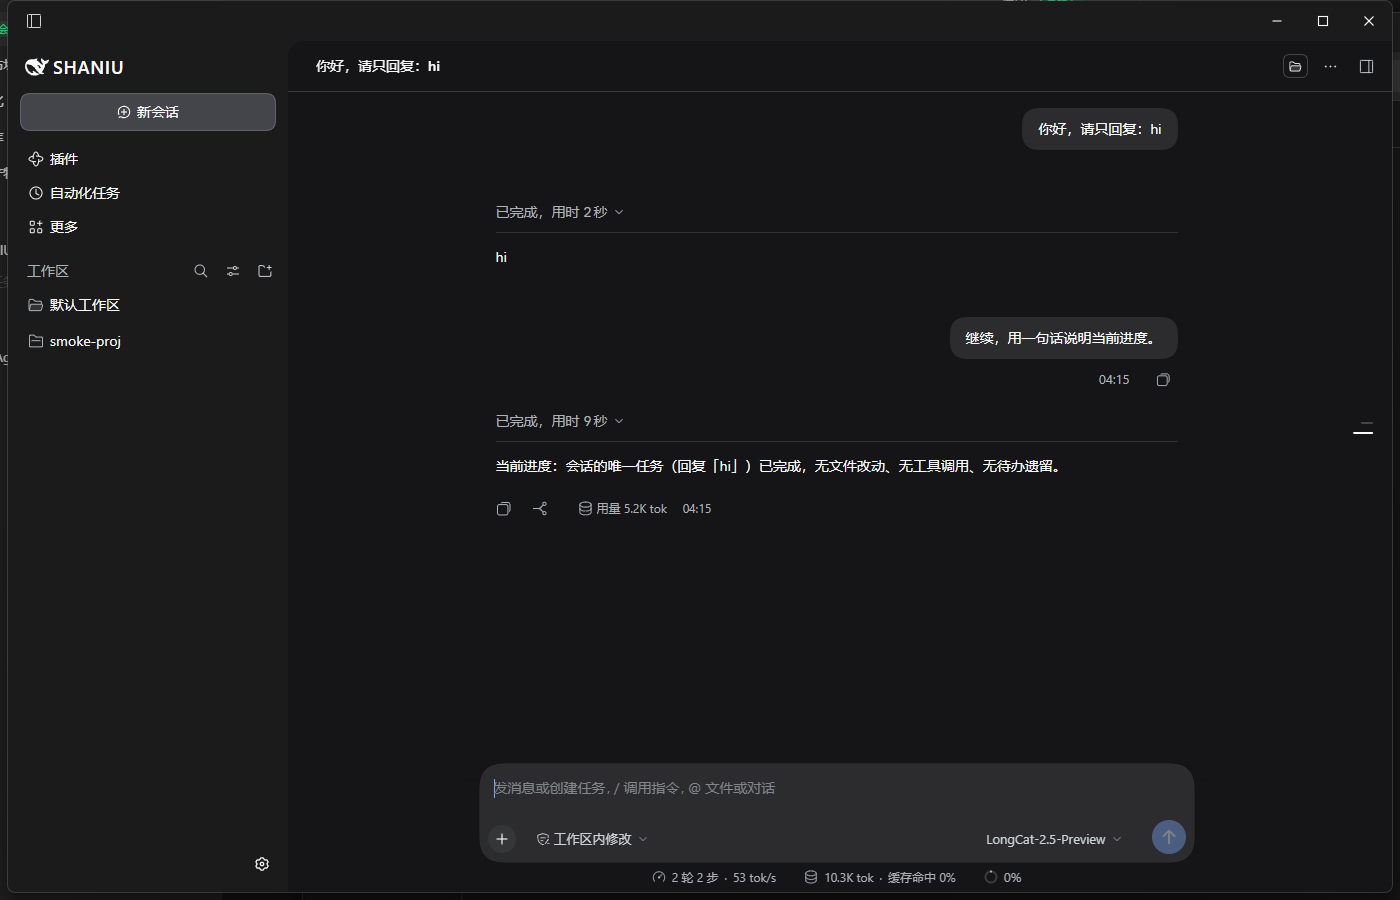 SHANIU
新会话
插件
自动化任务
更多
工作区
默认工作区
smoke-proj
你好，请只回复：hi
你好，请只回复：hi
已完成，用时 2 秒
hi
继续，用一句话说明当前进度。
04:15
已完成，用时 9 秒
当前进度：会话的唯一任务（回复「hi」）已完成，无文件改动、无工具调用、无待办遗留。
用量 5.2K tok 04:15
发消息或创建任务, / 调用指令, @ 文件或对话
工作区内修改
LongCat-2.5-Preview
2 轮 2 步 · 53 tok/s 10.3K tok · 缓存命中 0% 0%